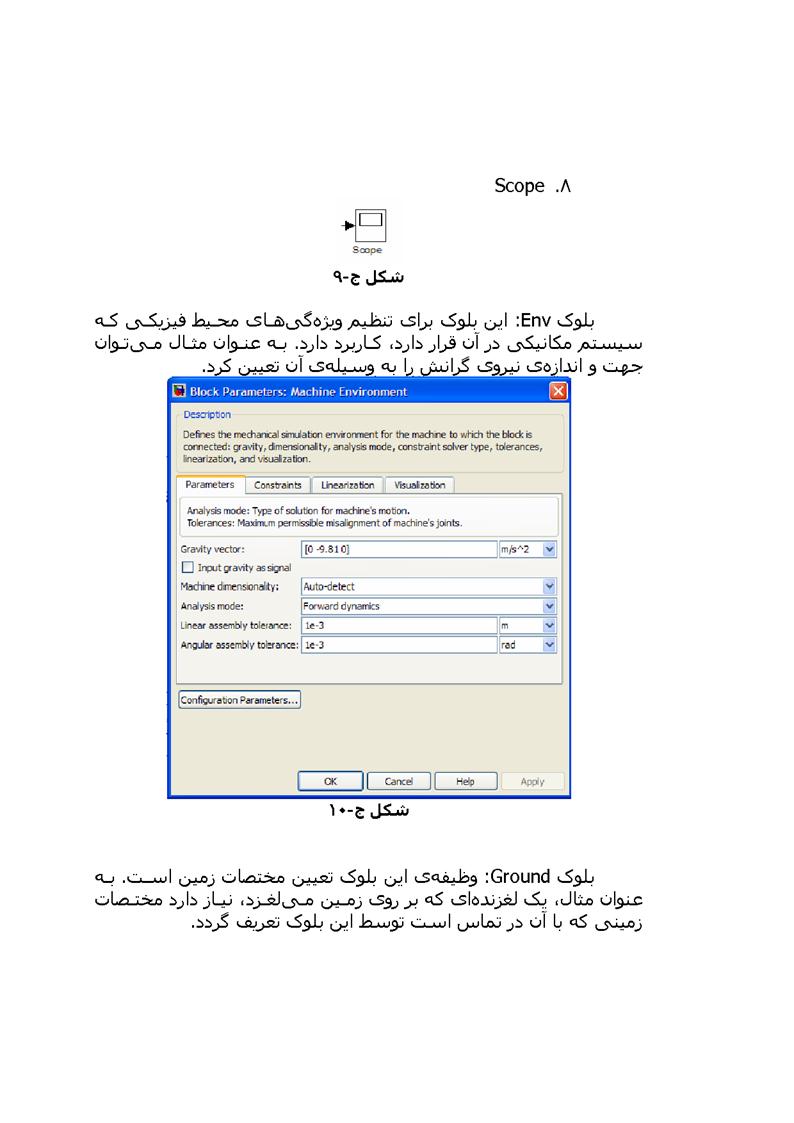 ۸. Scope
Scope
شکل ج-۹
بلوک Env: این بلوک برای تنظیم ویژه‌گی‌های محیط فیزیکی که
سیستم مکانیکی در آن قرار دارد، کاربرد دارد. به عنوان مثال می‌توان
جهت و اندازه‌ی نیروی گرانش را به وسیله‌ی آن تعیین کرد.
Block Parameters: Machine Environment
Description
Defines the mechanical simulation environment for the machine to which the block is
connected: gravity, dimensionality, analysis mode, constraint solver type, tolerances,
linearization, and visualization.
Parameters Constraints Linearization Visualization
Analysis mode: Type of solution for machine's motion.
Tolerances: Maximum permissible misalignment of machine's joints.
Gravity vector: [0 -9.81 0] m/s^2
Input gravity as signal
Machine dimensionality: Auto-detect
Analysis mode: Forward dynamics
Linear assembly tolerance: 1e-3 m
Angular assembly tolerance: 1e-3 rad
Configuration Parameters...
OK Cancel Help Apply
شکل ج-۱۰
بلوک Ground: وظیفه‌ی این بلوک تعیین مختصات زمین است. به
عنوان مثال، یک لغزنده‌ای که بر روی زمین می‌لغزد، نیاز دارد مختصات
زمینی که با آن در تماس است توسط این بلوک تعریف گردد.